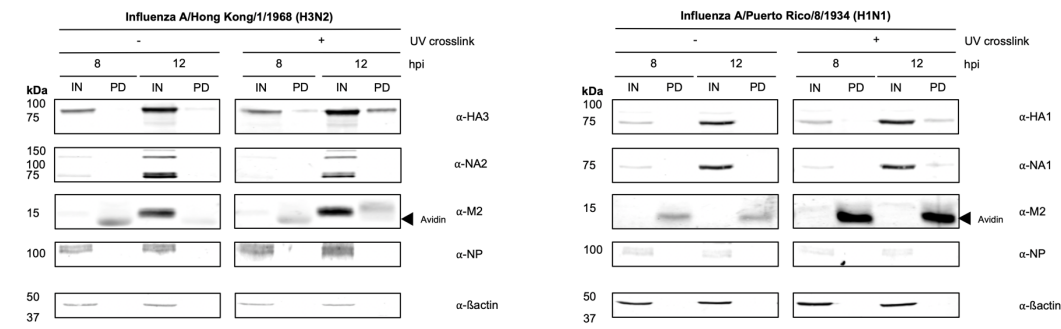 Influenza A/Hong Kong/1/1968 (H3N2)
- + UV crosslink
8 12 8 12 hpi
kDa IN PD IN PD IN PD IN PD
100
75
α-HA3
150
100
75
α-NA2
15
α-M2
Avidin
100
α-NP
50
37
α-βactin
Influenza A/Puerto Rico/8/1934 (H1N1)
- + UV crosslink
8 12 8 12 hpi
kDa IN PD IN PD IN PD IN PD
100
75
α-HA1
75
α-NA1
15
α-M2
Avidin
100
α-NP
50
37
α-βactin